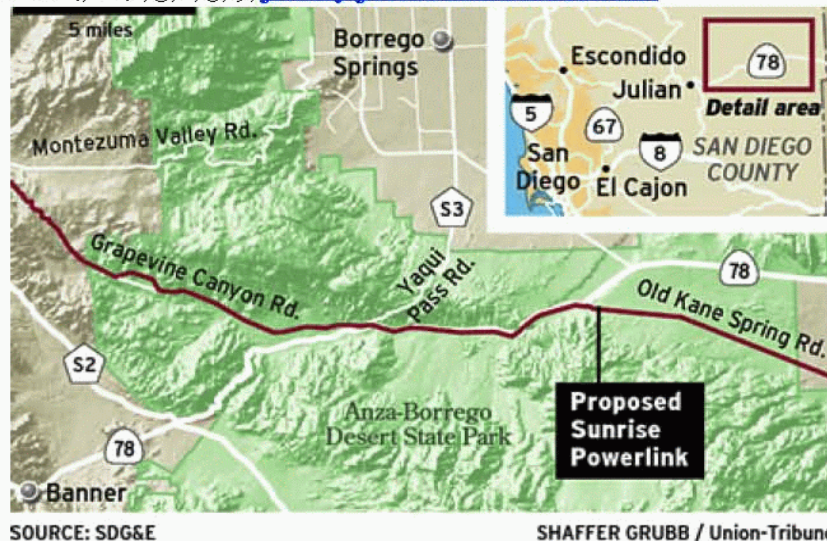 5 miles
Borrego
Springs
Montezuma Valley Rd.
S3
Grapevine Canyon Rd.
Yaqui
Pass Rd.
78
Old Kane Spring Rd.
S2
Anza-Borrego
Desert State Park
Proposed
Sunrise
Powerlink
78
Banner
Escondido
Julian
78
Detail area
5
67
8
SAN DIEGO
COUNTY
San
Diego
El Cajon
SOURCE: SDG&E
SHAFFER GRUBB / Union-Tribune